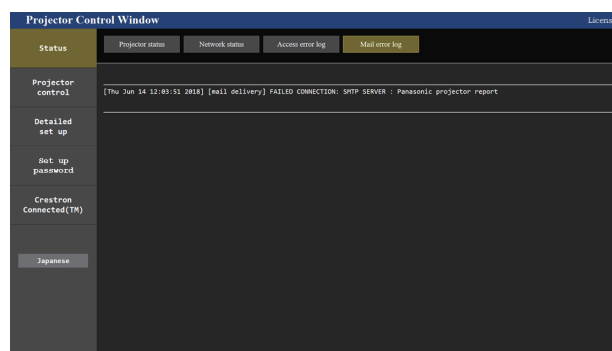 Projector Control Window
Licens
Status
Projector status
Network status
Access error log
Mail error log
Projector
control
[Thu Jun 14 12:03:51 2018] [mail delivery] FAILED CONNECTION: SMTP SERVER : Panasonic projector report
Detailed
set up
Set up
password
Crestron
Connected(TM)
Japanese